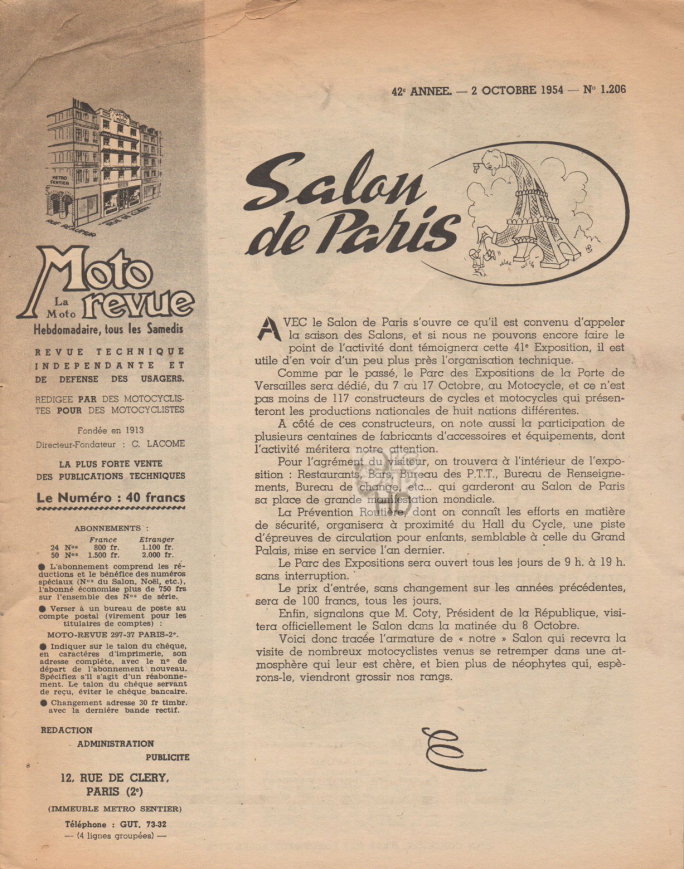 42e ANNEE. — 2 OCTOBRE 1954 — No 1.206
METRO
SENTIER
RUE REAUMUR
RUE DE CLERY
Moto
La
Moto
revue
Hebdomadaire, tous les Samedis
REVUE TECHNIQUE
INDEPENDANTE ET
DE DEFENSE DES USAGERS.
REDIGEE PAR DES MOTOCYCLIS-
TES POUR DES MOTOCYCLISTES
Fondée en 1913
Directeur-Fondateur : C. LACOME
LA PLUS FORTE VENTE
DES PUBLICATIONS TECHNIQUES
Le Numéro : 40 francs
ABONNEMENTS :
France Etranger
24 Nos 800 fr. 1.100 fr.
50 Nos 1.500 fr. 2.000 fr.
● L'abonnement comprend les ré-
ductions et le bénéfice des numéros
spéciaux (Nos du Salon, Noël, etc.),
l'abonné économise plus de 750 frs
sur l'ensemble des Nos de série.
● Verser à un bureau de poste au
compte postal (virement pour les
titulaires de comptes) :
MOTO-REVUE 297-37 PARIS-2e.
● Indiquer sur le talon du chèque,
en caractères d'imprimerie, son
adresse complète, avec le no de
départ de l'abonnement nouveau.
Spécifiez s'il s'agit d'un réabonne-
ment. Le talon du chèque servant
de reçu, éviter le chèque bancaire.
● Changement adresse 30 fr timbr.
avec la dernière bande rectif.
REDACTION
ADMINISTRATION
PUBLICITE
12, RUE DE CLERY,
PARIS (2e)
(IMMEUBLE METRO SENTIER)
Téléphone : GUT. 73-32
— (4 lignes groupées) —
Salon
de Paris
AVEC le Salon de Paris s'ouvre ce qu'il est convenu d'appeler
la saison des Salons, et si nous ne pouvons encore faire le
point de l'activité dont témoignera cette 41e Exposition, il est
utile d'en voir d'un peu plus près l'organisation technique.
Comme par le passé, le Parc des Expositions de la Porte de
Versailles sera dédié, du 7 au 17 Octobre, au Motocycle, et ce n'est
pas moins de 117 constructeurs de cycles et motocycles qui présen-
teront les productions nationales de huit nations différentes.
A côté de ces constructeurs, on note aussi la participation de
plusieurs centaines de fabricants d'accessoires et équipements, dont
l'activité méritera notre attention.
Pour l'agrément du visiteur, on trouvera à l'intérieur de l'expo-
sition : Restaurants, Bars, Bureau des P.T.T., Bureau de Renseigne-
ments, Bureau de change, etc... qui garderont au Salon de Paris
sa place de grande manifestation mondiale.
La Prévention Routière, dont on connaît les efforts en matière
de sécurité, organisera à proximité du Hall du Cycle, une piste
d'épreuves de circulation pour enfants, semblable à celle du Grand
Palais, mise en service l'an dernier.
Le Parc des Expositions sera ouvert tous les jours de 9 h. à 19 h.
sans interruption.
Le prix d'entrée, sans changement sur les années précédentes,
sera de 100 francs, tous les jours.
Enfin, signalons que M. Coty, Président de la République, visi-
tera officiellement le Salon dans la matinée du 8 Octobre.
Voici donc tracée l'armature de « notre » Salon qui recevra la
visite de nombreux motocyclistes venus se retremper dans une at-
mosphère qui leur est chère, et bien plus de néophytes qui, espè-
rons-le, viendront grossir nos rangs.